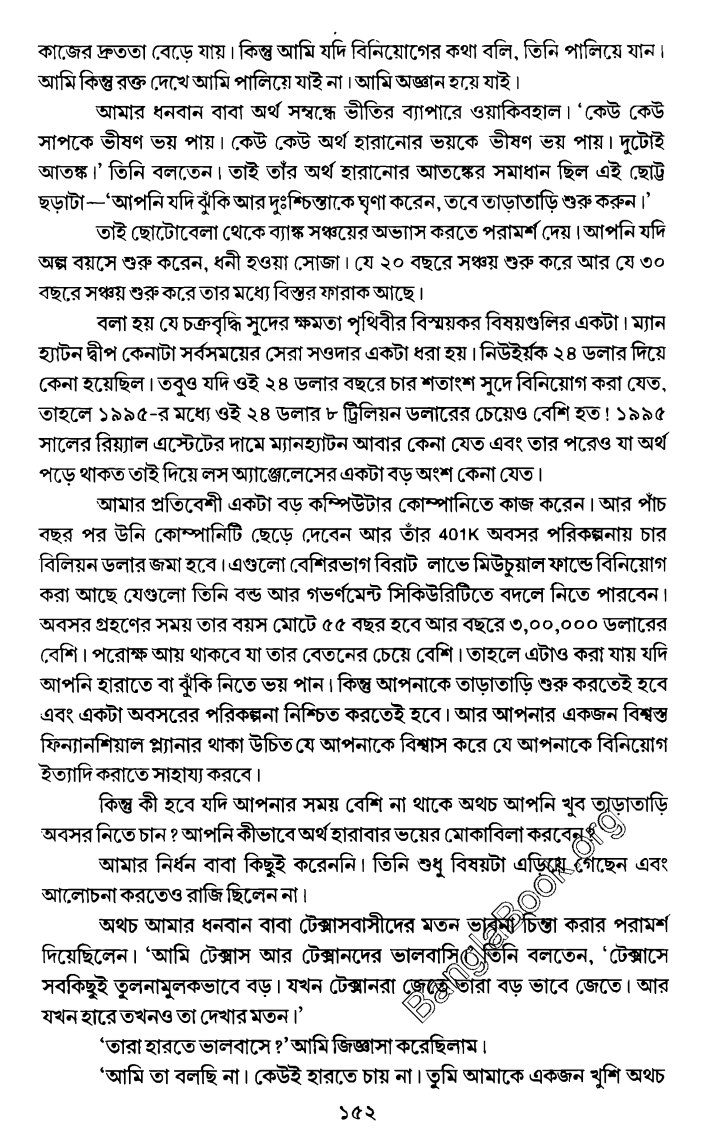 কাজের দ্রুততা বেড়ে যায়। কিন্তু আমি যদি বিনিয়োগের কথা বলি, তিনি পালিয়ে যান।
আমি কিন্তু রক্ত দেখে আমি পালিয়ে যাই না। আমি অজ্ঞান হয়ে যাই।
আমার ধনবান বাবা অর্থ সম্বন্ধে ভীতির ব্যাপারে ওয়াকিবহাল। ‘কেউ কেউ
সাপকে ভীষণ ভয় পায়। কেউ কেউ অর্থ হারানোর ভয়কে ভীষণ ভয় পায়। দুটোই
আতঙ্ক।’ তিনি বলতেন। তাই তাঁর অর্থ হারানোর আতঙ্কের সমাধান ছিল এই ছোট্ট
ছড়াটা—‘আপনি যদি ঝুঁকি আর দুঃশ্চিন্তাকে ঘৃণা করেন, তবে তাড়াতাড়ি শুরু করুন।’
তাই ছোটোবেলা থেকে ব্যাঙ্ক সঞ্চয়ের অভ্যাস করতে পরামর্শ দেয়। আপনি যদি
অল্প বয়সে শুরু করেন, ধনী হওয়া সোজা। যে ২০ বছরে সঞ্চয় শুরু করে আর যে ৩০
বছরে সঞ্চয় শুরু করে তার মধ্যে বিস্তর ফারাক আছে।
বলা হয় যে চক্রবৃদ্ধি সুদের ক্ষমতা পৃথিবীর বিস্ময়কর বিষয়গুলির একটা। ম্যান
হ্যাটন দ্বীপ কেনাটা সর্বসময়ের সেরা সওদার একটা ধরা হয়। নিউইর্য়ক ২৪ ডলার দিয়ে
কেনা হয়েছিল। তবুও যদি ওই ২৪ ডলার বছরে চার শতাংশ সুদে বিনিয়োগ করা যেত,
তাহলে ১৯৯৫-র মধ্যে ওই ২৪ ডলার ৮ ট্রিলিয়ন ডলারের চেয়েও বেশি হত! ১৯৯৫
সালের রিয়্যাল এস্টেটের দামে ম্যানহ্যাটন আবার কেনা যেত এবং তার পরেও যা অর্থ
পড়ে থাকত তাই দিয়ে লস অ্যাঞ্জেলেসের একটা বড় অংশ কেনা যেত।
আমার প্রতিবেশী একটা বড় কম্পিউটার কোম্পানিতে কাজ করেন। আর পাঁচ
বছর পর উনি কোম্পানিটি ছেড়ে দেবেন আর তাঁর 401K অবসর পরিকল্পনায় চার
বিলিয়ন ডলার জমা হবে। এগুলো বেশিরভাগ বিরাট লাভে মিউচুয়াল ফান্ডে বিনিয়োগ
করা আছে যেগুলো তিনি বন্ড আর গভর্ণমেন্ট সিকিউরিটিতে বদলে নিতে পারবেন।
অবসর গ্রহণের সময় তার বয়স মোটে ৫৫ বছর হবে আর বছরে ৩,০০,০০০ ডলারের
বেশি। পরোক্ষ আয় থাকবে যা তার বেতনের চেয়ে বেশি। তাহলে এটাও করা যায় যদি
আপনি হারাতে বা ঝুঁকি নিতে ভয় পান। কিন্তু আপনাকে তাড়াতাড়ি শুরু করতেই হবে
এবং একটা অবসরের পরিকল্পনা নিশ্চিত করতেই হবে। আর আপনার একজন বিশ্বস্ত
ফিন্যানশিয়াল প্ল্যানার থাকা উচিত যে আপনাকে বিশ্বাস করে যে আপনাকে বিনিয়োগ
ইত্যাদি করাতে সাহায্য করবে।
কিন্তু কী হবে যদি আপনার সময় বেশি না থাকে অথচ আপনি খুব তাড়াতাড়ি
অবসর নিতে চান? আপনি কীভাবে অর্থ হারাবার ভয়ের মোকাবিলা করবেন?
আমার নির্ধন বাবা কিছুই করেননি। তিনি শুধু বিষয়টা এড়িয়ে গেছেন এবং
আলোচনা করতেও রাজি ছিলেন না।
অথচ আমার ধনবান বাবা টেক্সাসবাসীদের মতন ভাবনা চিন্তা করার পরামর্শ
দিয়েছিলেন। ‘আমি টেক্সাস আর টেক্সানদের ভালবাসি।’ তিনি বলতেন, ‘টেক্সাসে
সবকিছুই তুলনামুলকভাবে বড়। যখন টেক্সানরা জেতে তারা বড় ভাবে জেতে। আর
যখন হারে তখনও তা দেখার মতন।’
‘তারা হারতে ভালবাসে?’ আমি জিজ্ঞাসা করেছিলাম।
‘আমি তা বলছি না। কেউই হারতে চায় না। তুমি আমাকে একজন খুশি অথচ
১৫২
BanglaBook.org